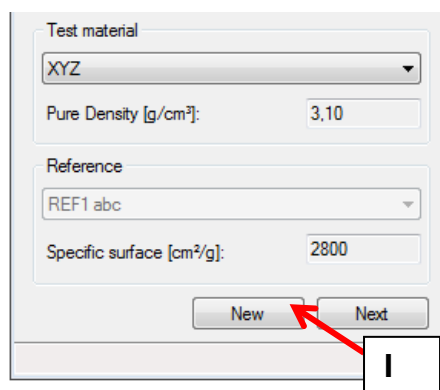 Test material
XYZ
Pure Density [g/cm³]: 3,10
Reference
REF1 abc
Specific surface [cm²/g]: 2800
New Next
I